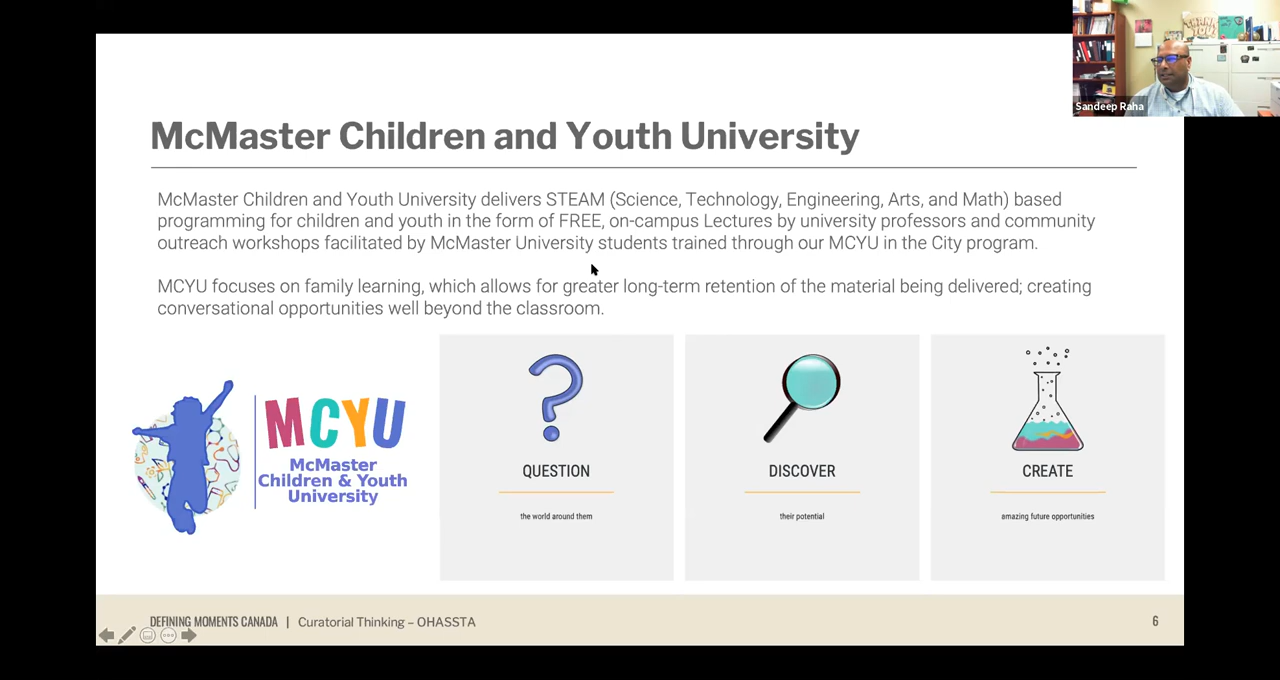 THANK
YOU!
Sandeep Raha
McMaster Children and Youth University
McMaster Children and Youth University delivers STEAM (Science, Technology, Engineering, Arts, and Math) based
programming for children and youth in the form of FREE, on-campus Lectures by university professors and community
outreach workshops facilitated by McMaster University students trained through our MCYU in the City program.
MCYU focuses on family learning, which allows for greater long-term retention of the material being delivered; creating
conversational opportunities well beyond the classroom.
MCYU
McMaster
Children & Youth
University
QUESTION
the world around them
DISCOVER
their potential
CREATE
amazing future opportunities
DEFINING MOMENTS CANADA | Curatorial Thinking – OHASSTA
6